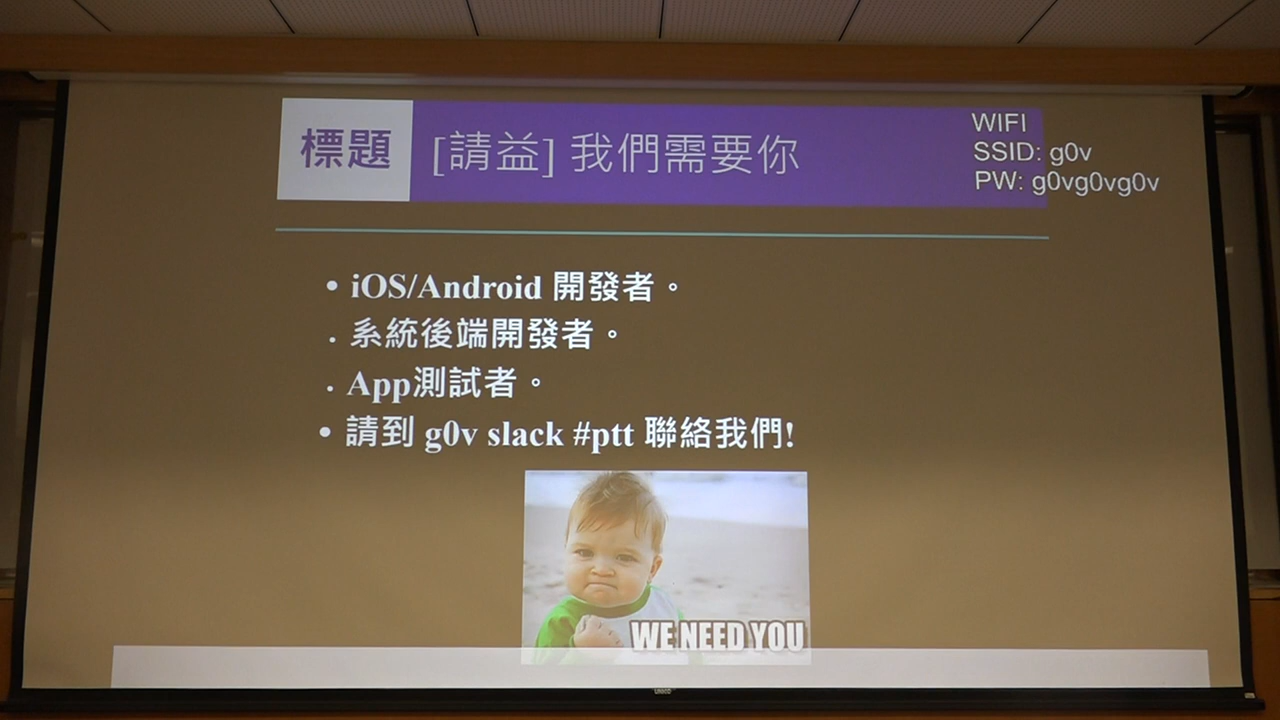 標題 [請益] 我們需要你
WIFI
SSID: g0v
PW: g0vg0vg0v
• iOS/Android 開發者。
• 系統後端開發者。
• App測試者。
• 請到 g0v slack #ptt 聯絡我們!
WE NEED YOU